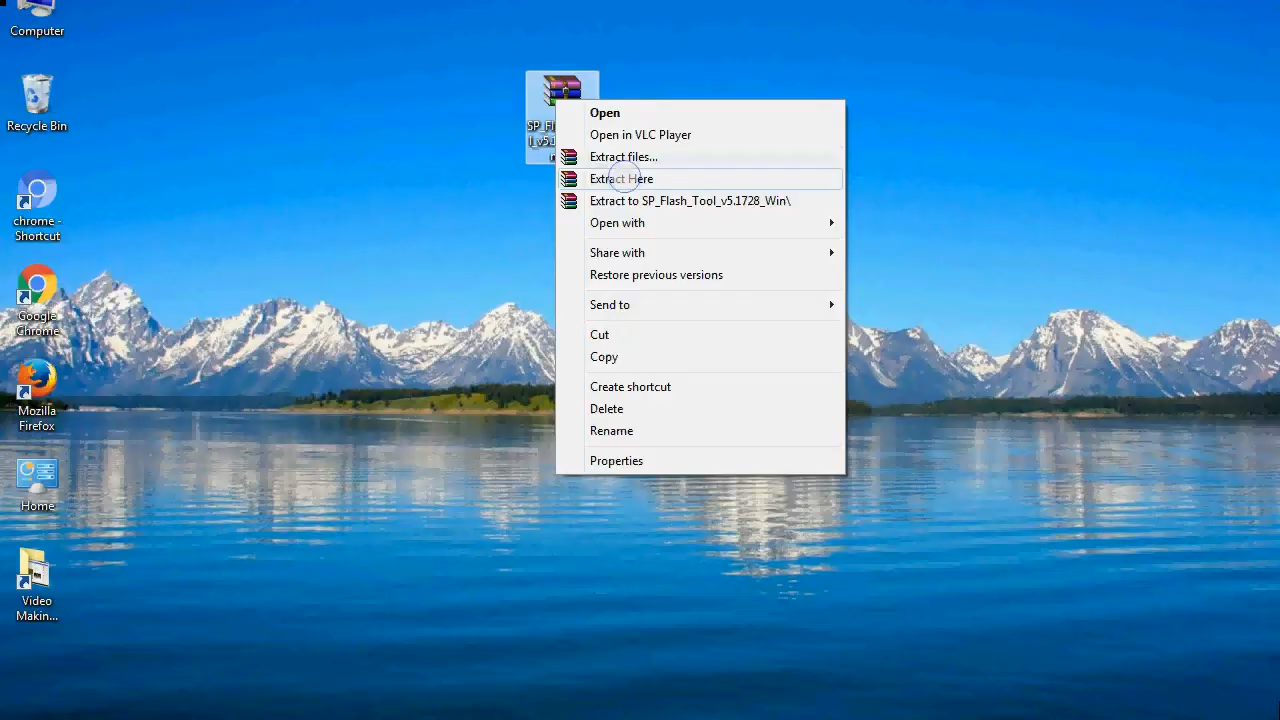 Computer
Recycle Bin
chrome -
Shortcut
Google
Chrome
Mozilla
Firefox
Home
Video
Makin...
Open
Open in VLC Player
Extract files...
Extract Here
Extract to SP_Flash_Tool_v5.1728_Win\
Open with
Share with
Restore previous versions
Send to
Cut
Copy
Create shortcut
Delete
Rename
Properties